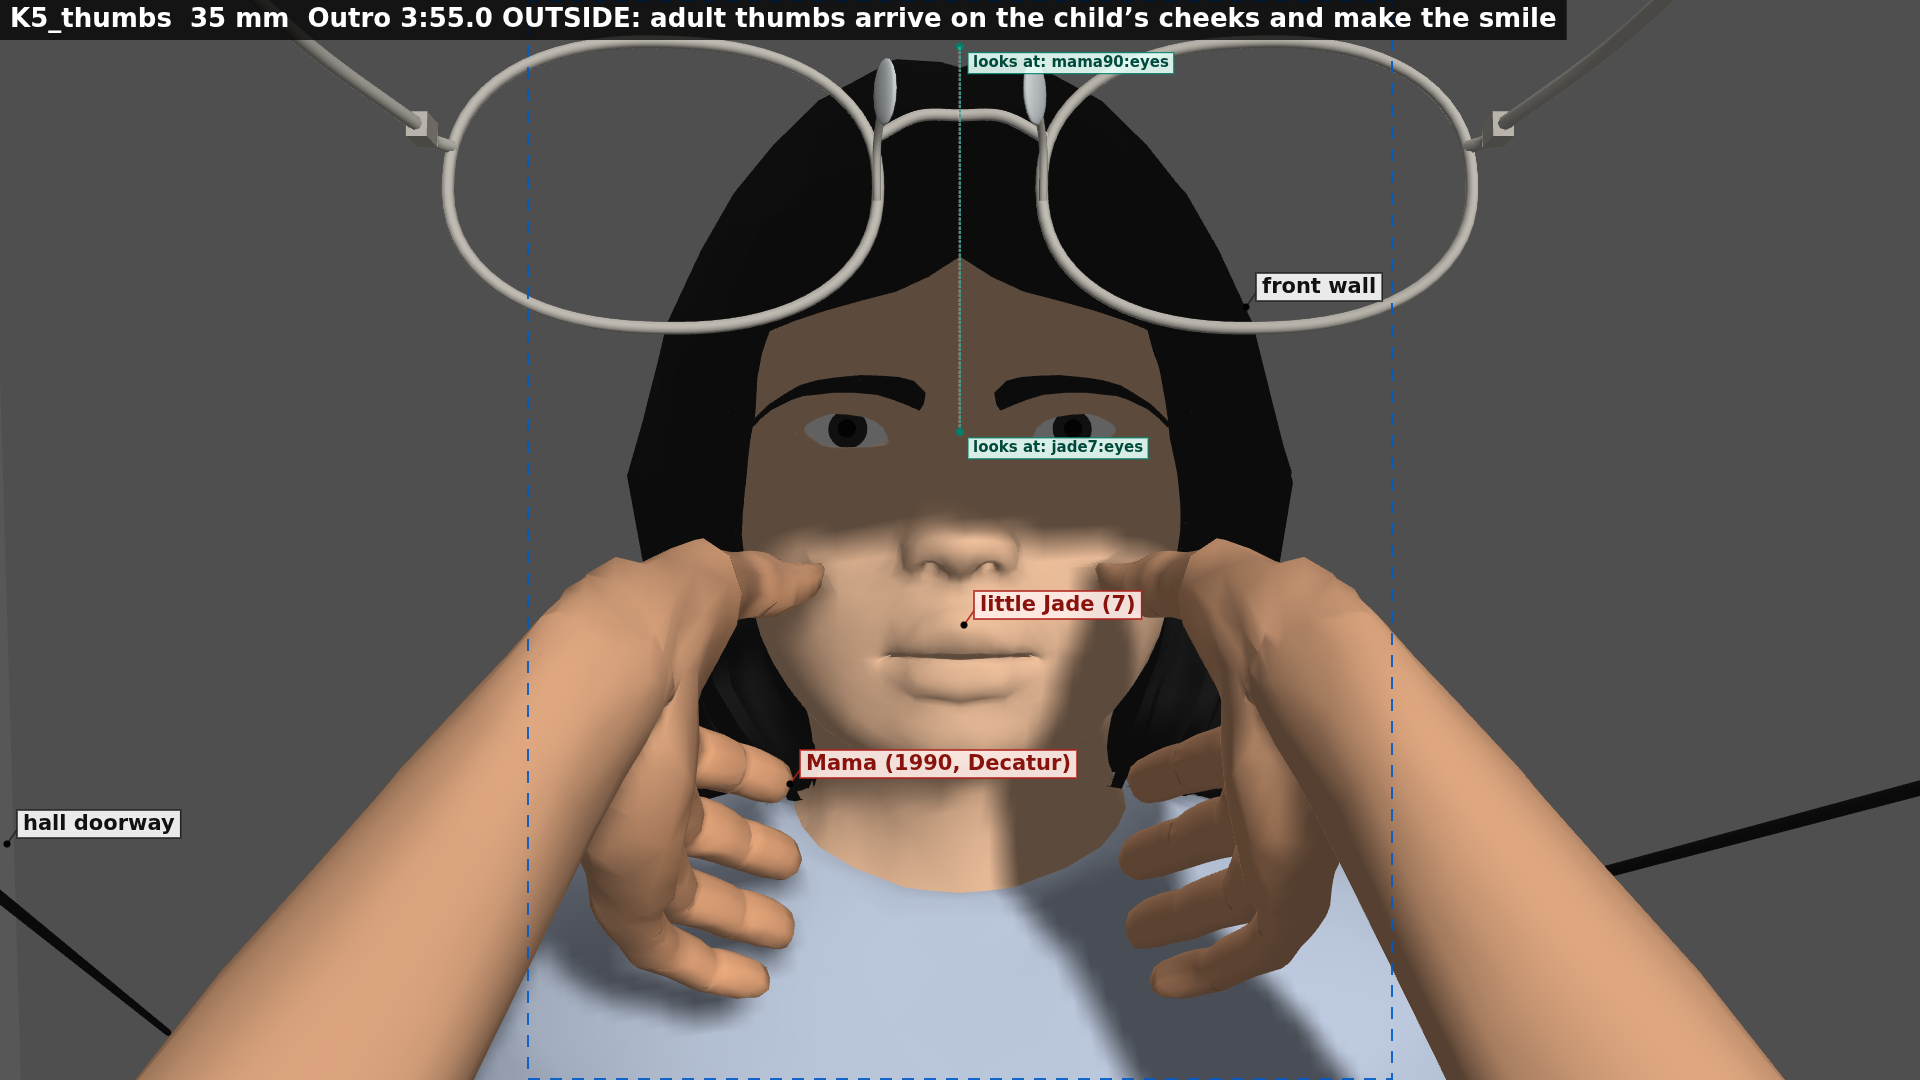 K5_thumbs 35 mm Outro 3:55.0 OUTSIDE: adult thumbs arrive on the child’s cheeks and make the smile
looks at: mama90:eyes
front wall
looks at: jade7:eyes
little Jade (7)
Mama (1990, Decatur)
hall doorway